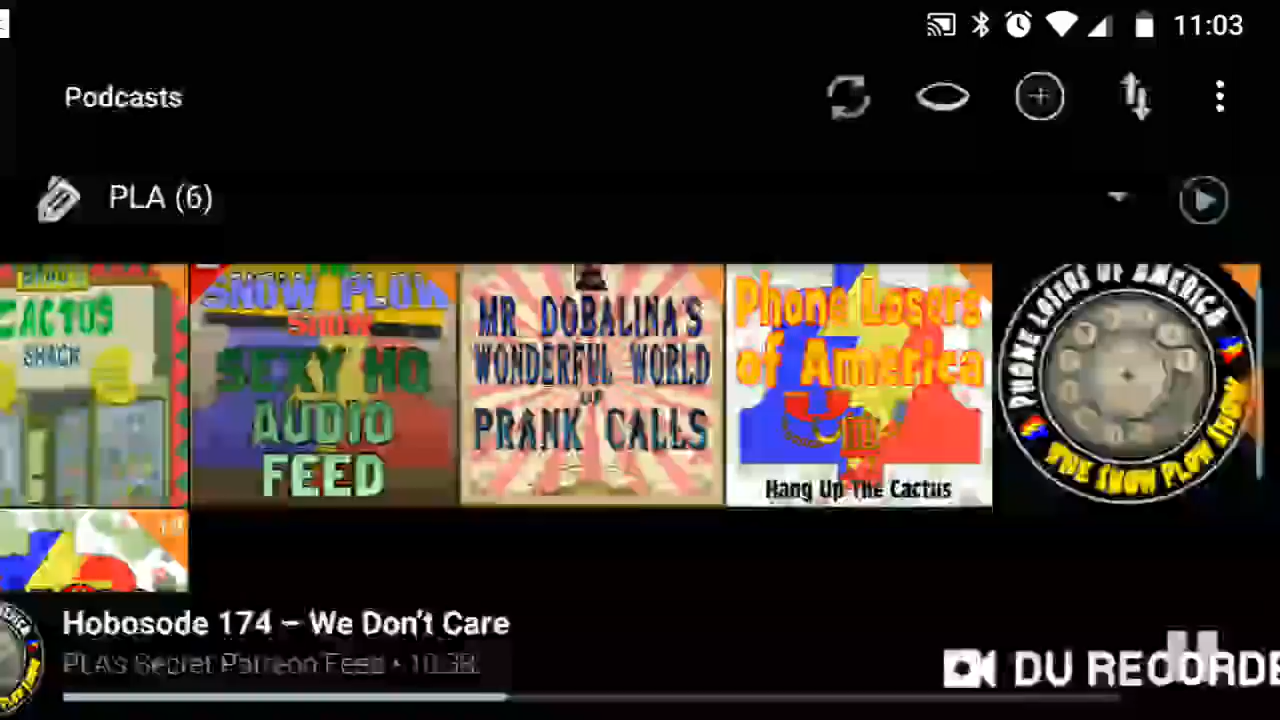 11:03
Podcasts
PLA (6)
CACTUS
SHACK
SNOW PLOW
Show
SEXY HQ
AUDIO
FEED
MR DOBALINA'S
WONDERFUL WORLD
OF
PRANK CALLS
Phone Losers
of America
Hang Up The Cactus
PHONE LOSERS OF AMERICA
THE SNOW PLOW SHOW
Hobosode 174 – We Don't Care
PLA's Secret Patreon Feed •
DU RECORDE